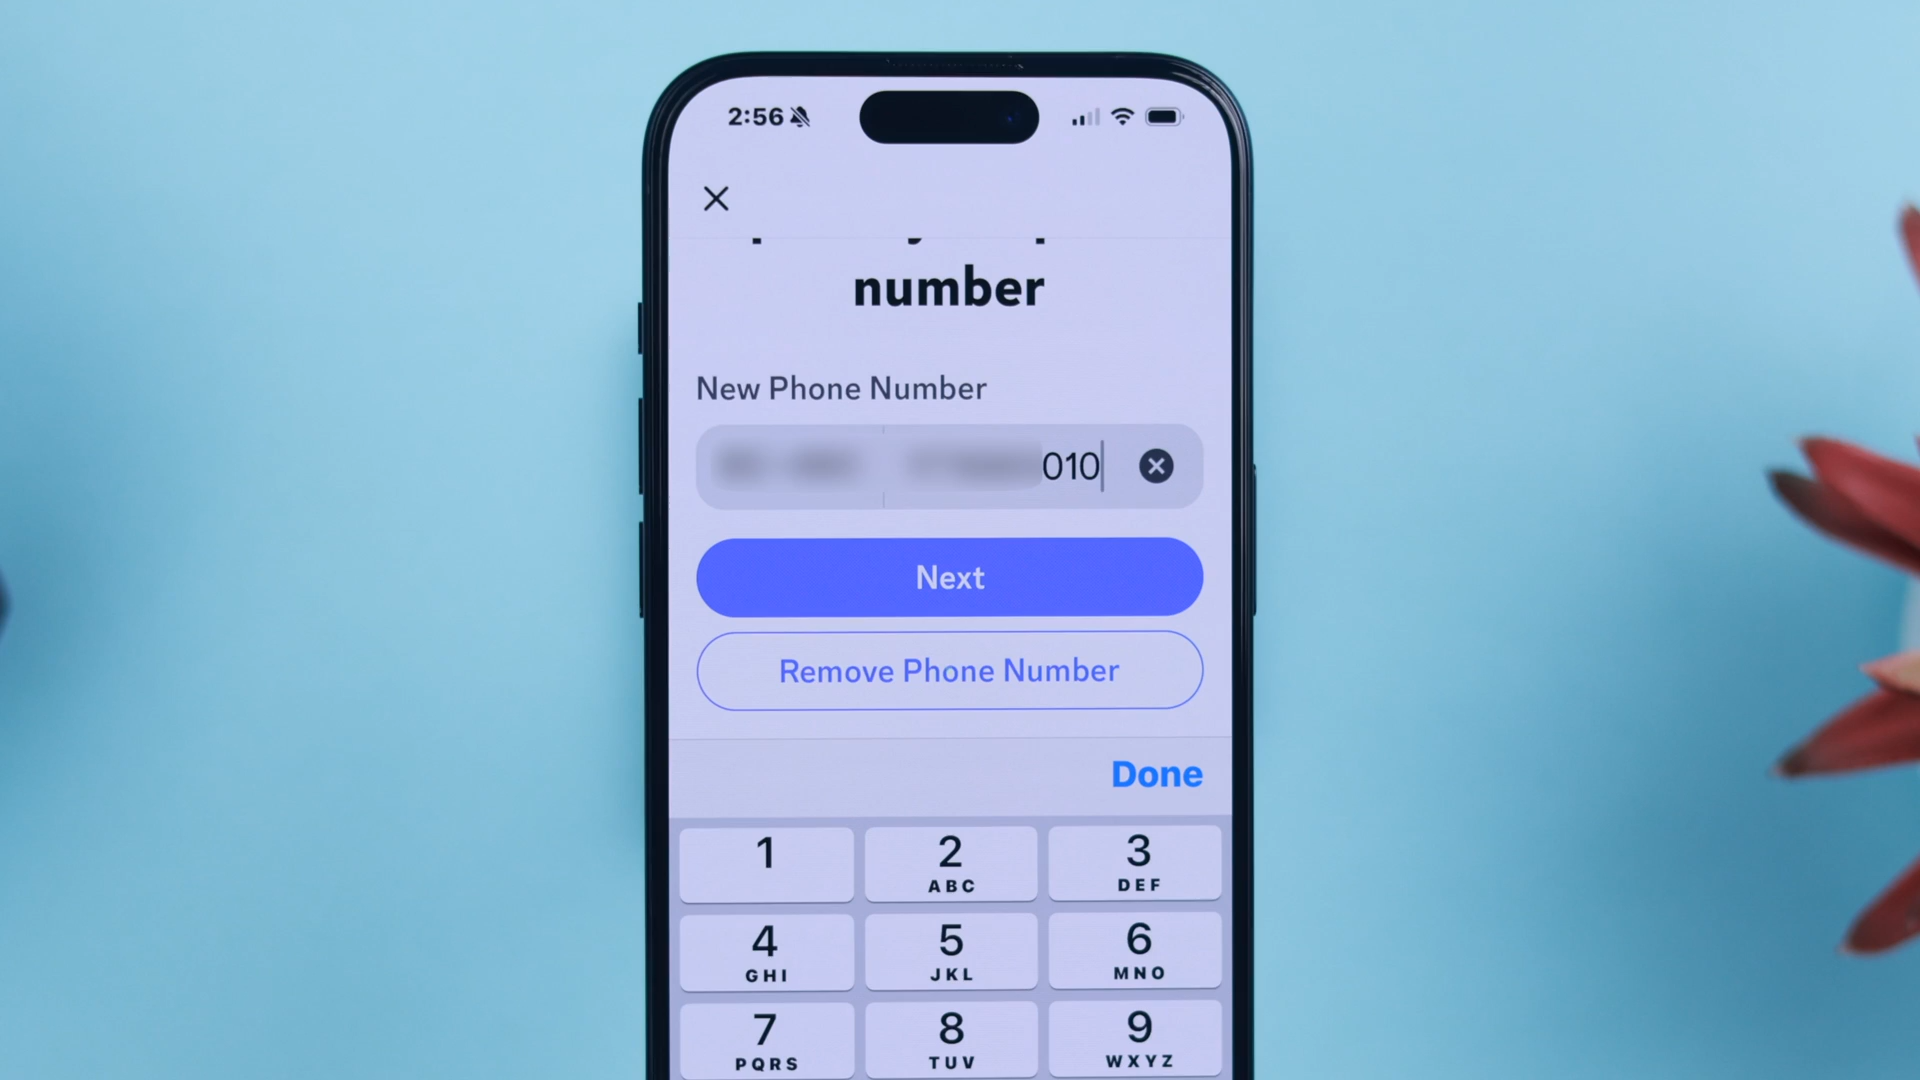 2:56
number
New Phone Number
010
Next
Remove Phone Number
Done
1
2
ABC
3
DEF
4
GHI
5
JKL
6
MNO
7
PQRS
8
TUV
9
WXYZ